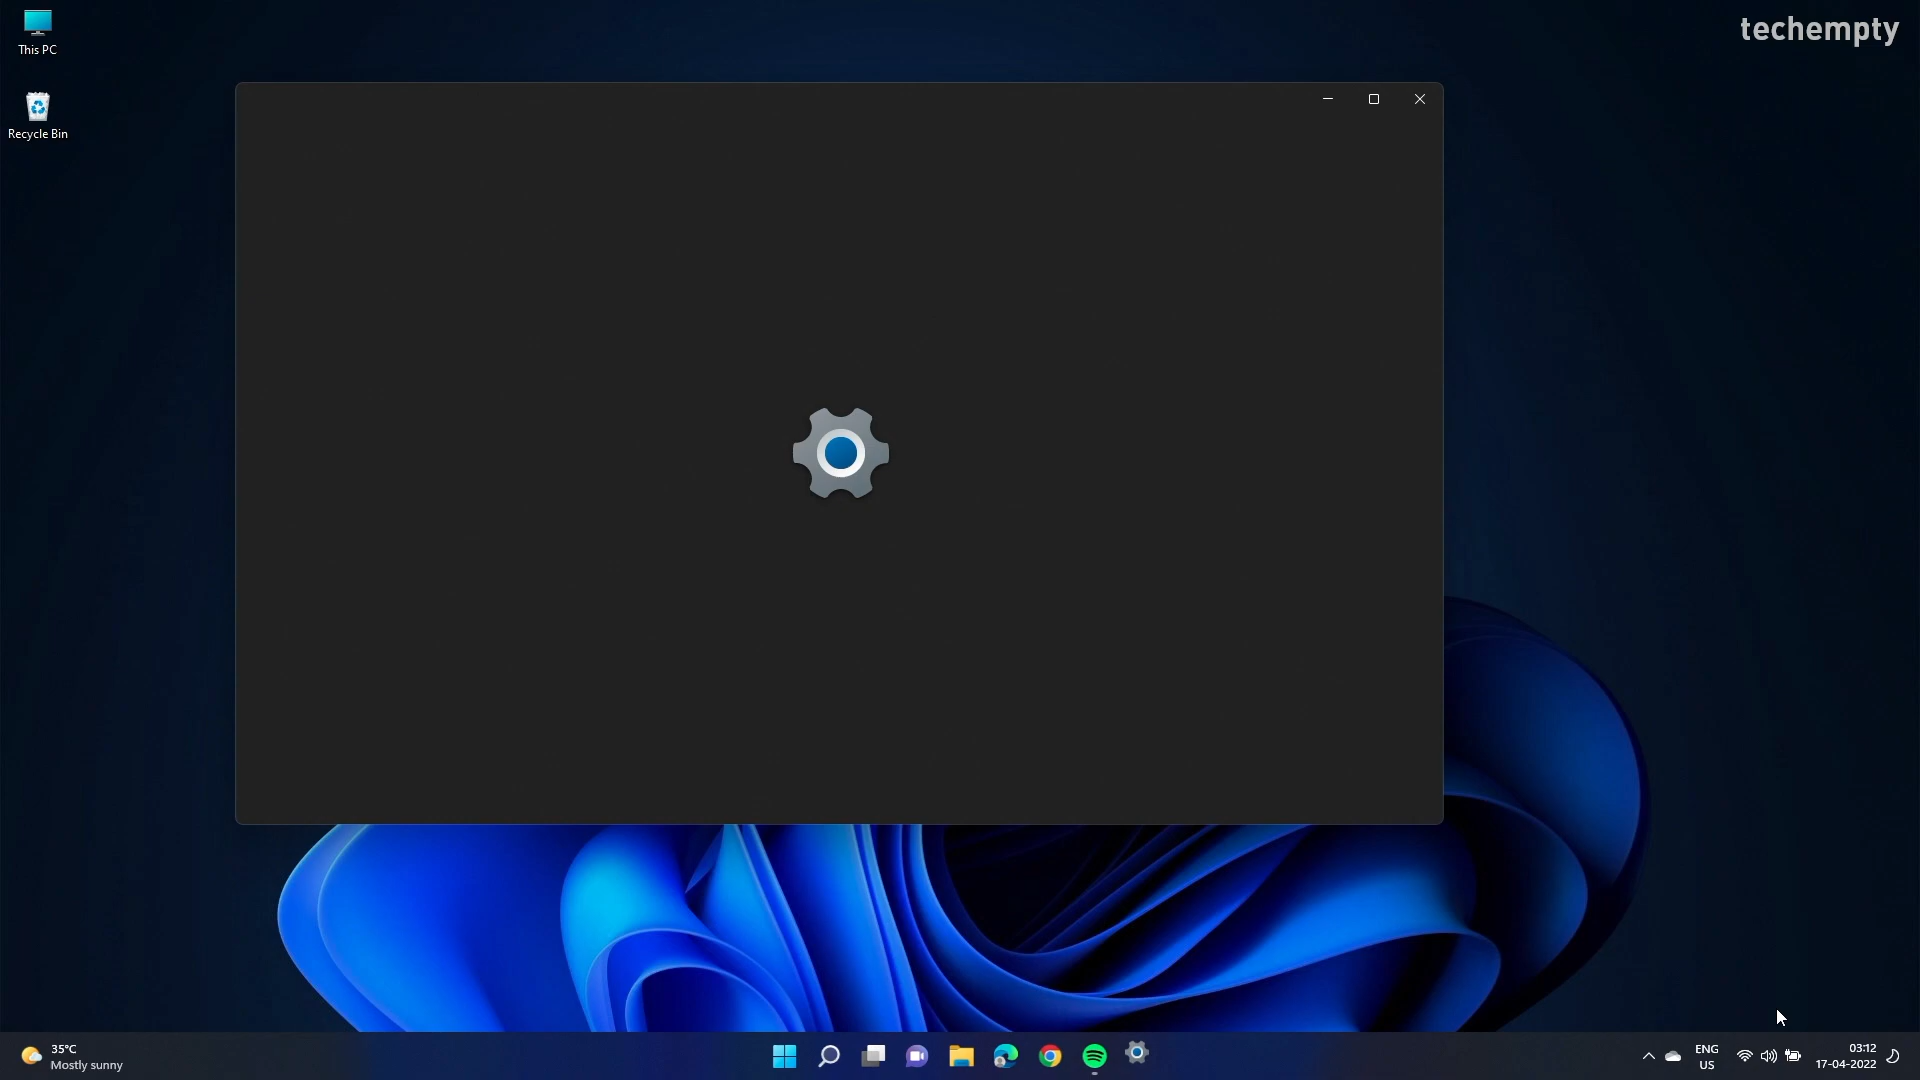 This PC
techempty
Recycle Bin
35°C
Mostly sunny
ENG
US
03:12
17-04-2022